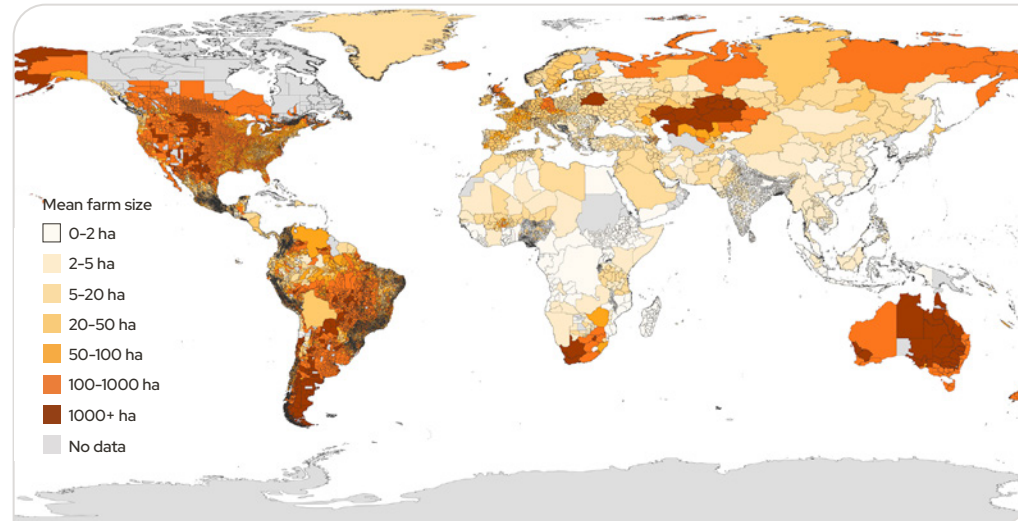 Mean farm size
0-2 ha
2-5 ha
5-20 ha
20-50 ha
50-100 ha
100-1000 ha
1000+ ha
No data